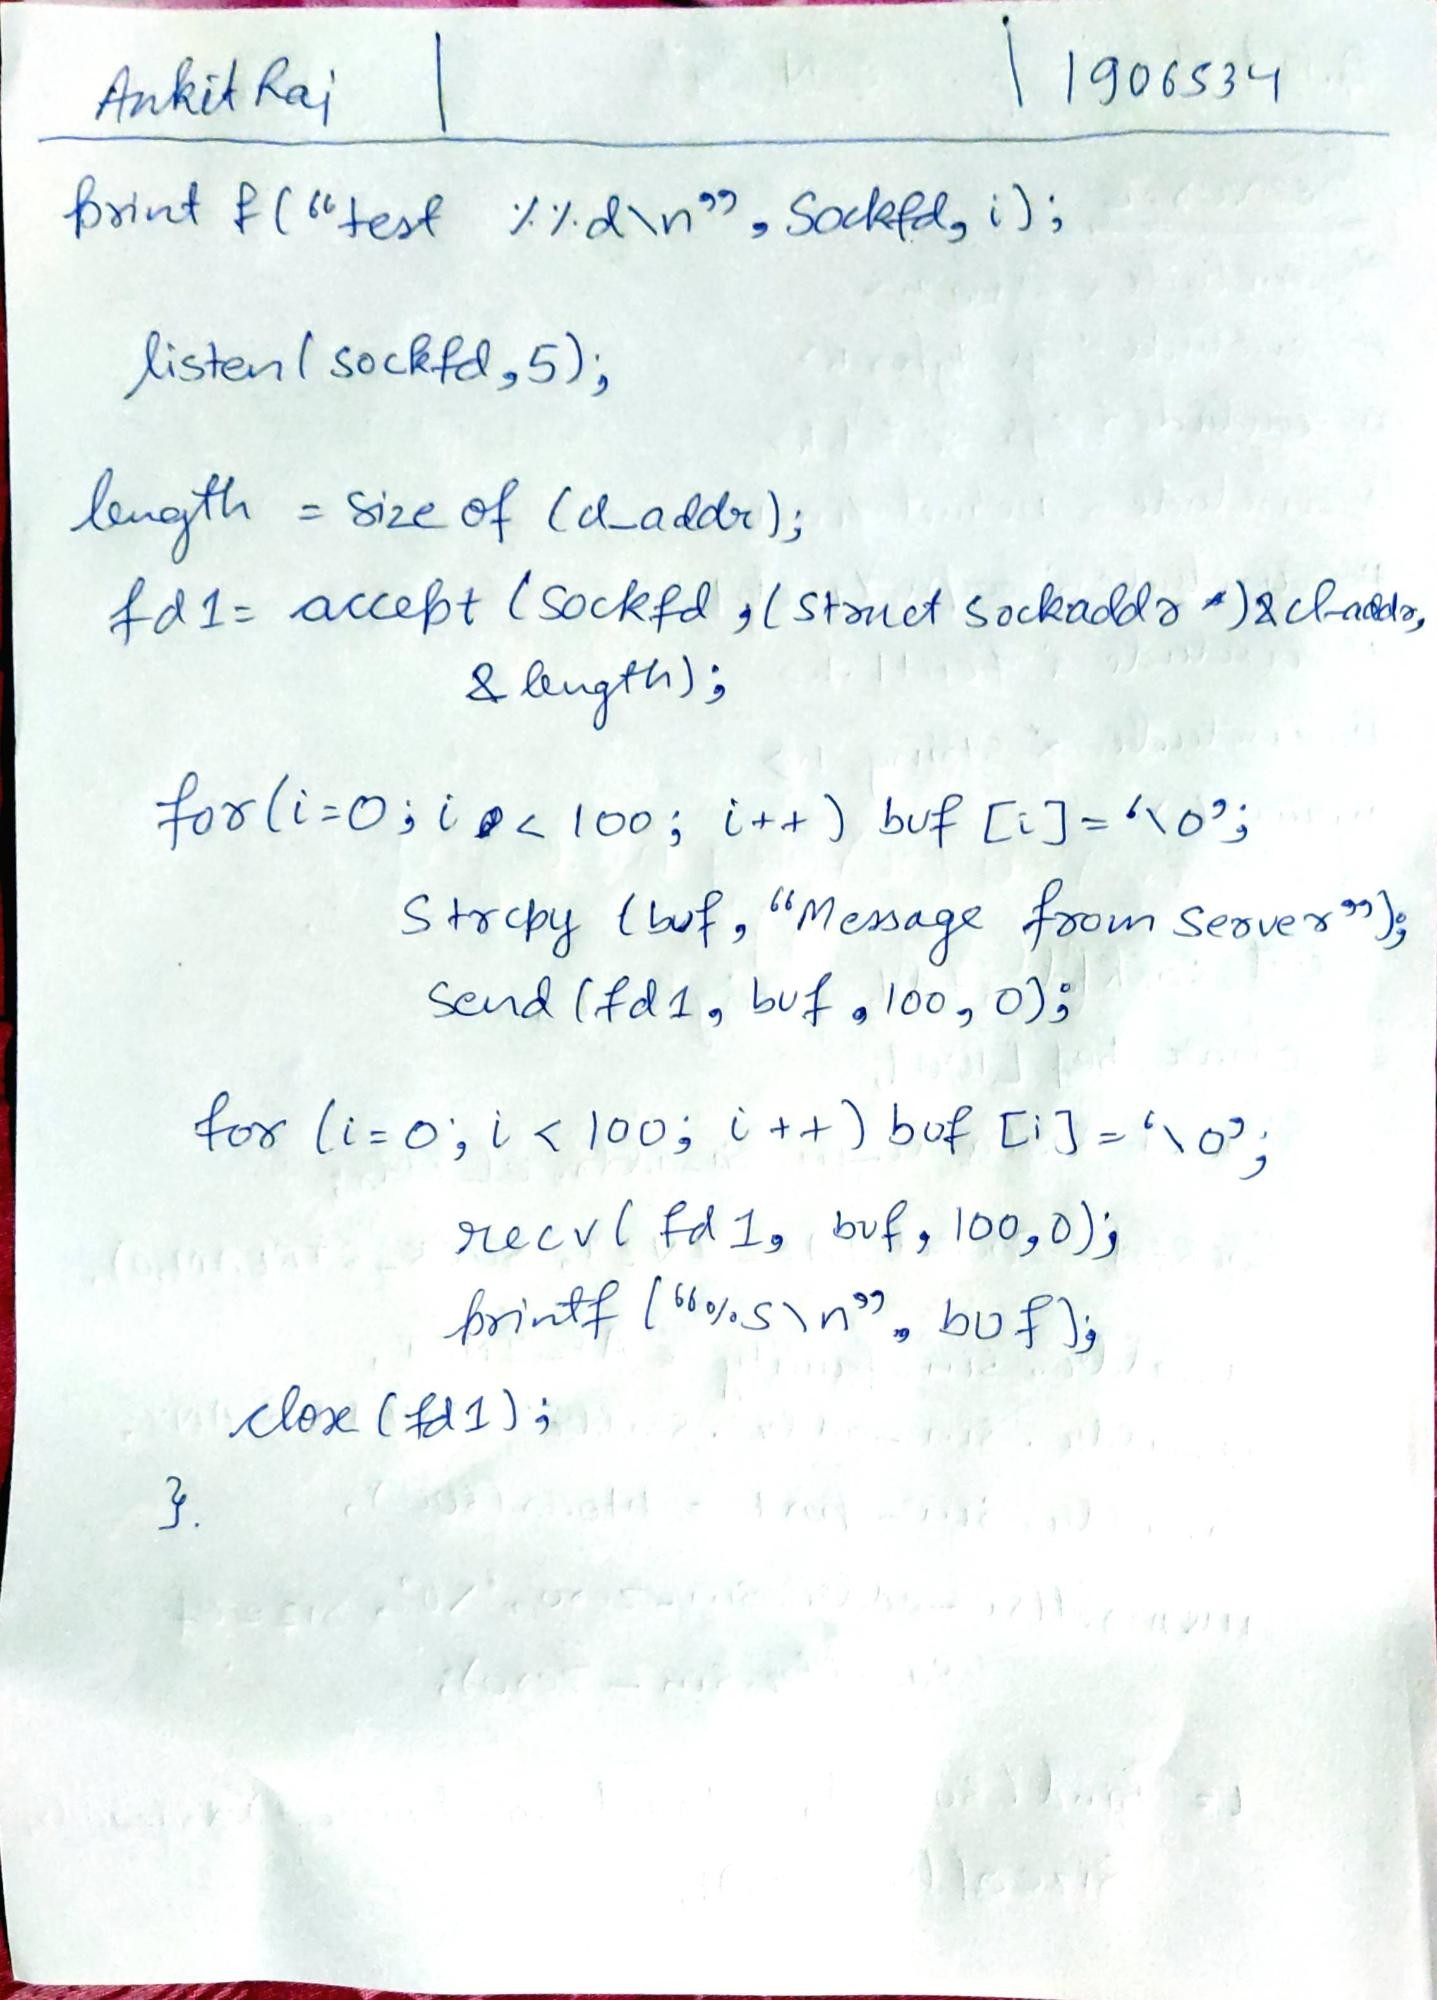 Ankit Raj | | 1906534
print f("test %%d\n", Sockfd, i);
listen(sockfd,5);
length = size of (cl_addr);
fd1= accept (sockfd,(struct sockaddr *)&cl_addr,
& length);
for(i=0;i < 100; i++) buf [i]='\0';
Strcpy (buf, "Message from server");
send (fd1, buf, 100, 0);
for (i=0; i < 100; i++) buf [i]='\0';
recv( fd1, buf, 100,0);
printf ("%s\n", buf);
close (fd1);
}.